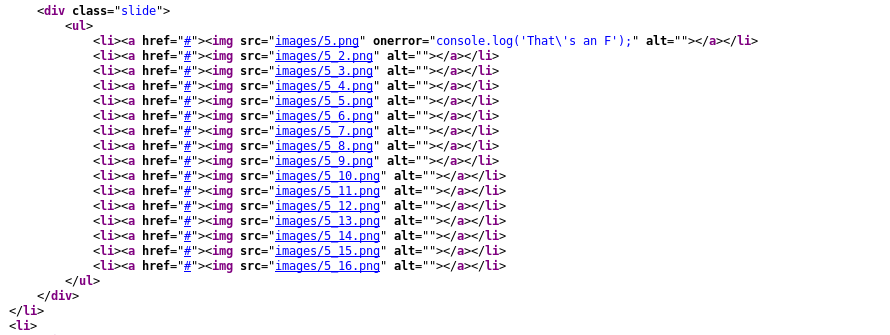 <div class="slide">
<ul>
<li><a href="#"><img src="images/5.png" onerror="console.log('That\'s an F');" alt=""></a></li>
<li><a href="#"><img src="images/5_2.png" alt=""></a></li>
<li><a href="#"><img src="images/5_3.png" alt=""></a></li>
<li><a href="#"><img src="images/5_4.png" alt=""></a></li>
<li><a href="#"><img src="images/5_5.png" alt=""></a></li>
<li><a href="#"><img src="images/5_6.png" alt=""></a></li>
<li><a href="#"><img src="images/5_7.png" alt=""></a></li>
<li><a href="#"><img src="images/5_8.png" alt=""></a></li>
<li><a href="#"><img src="images/5_9.png" alt=""></a></li>
<li><a href="#"><img src="images/5_10.png" alt=""></a></li>
<li><a href="#"><img src="images/5_11.png" alt=""></a></li>
<li><a href="#"><img src="images/5_12.png" alt=""></a></li>
<li><a href="#"><img src="images/5_13.png" alt=""></a></li>
<li><a href="#"><img src="images/5_14.png" alt=""></a></li>
<li><a href="#"><img src="images/5_15.png" alt=""></a></li>
<li><a href="#"><img src="images/5_16.png" alt=""></a></li>
</ul>
</div>
</li>
<li>